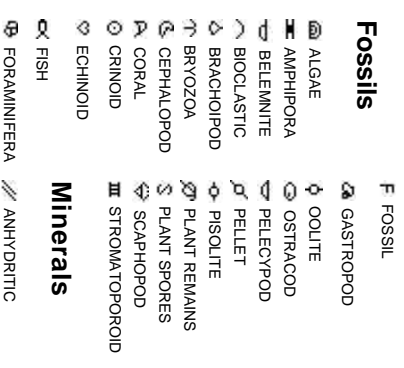 Fossils
ALGAE
AMPHIPORA
BELEMNITE
BIOCLASTIC
BRACHOIPOD
BRYOZOA
CEPHALOPOD
CORAL
CRINOID
ECHINOID
FISH
FORAMINIFERA
F FOSSIL
GASTROPOD
OOLITE
OSTRACOD
PELECYPOD
PELLET
PISOLITE
PLANT REMAINS
PLANT SPORES
SCAPHOPOD
STROMATOPOROID
Minerals
ANHYDRITIC